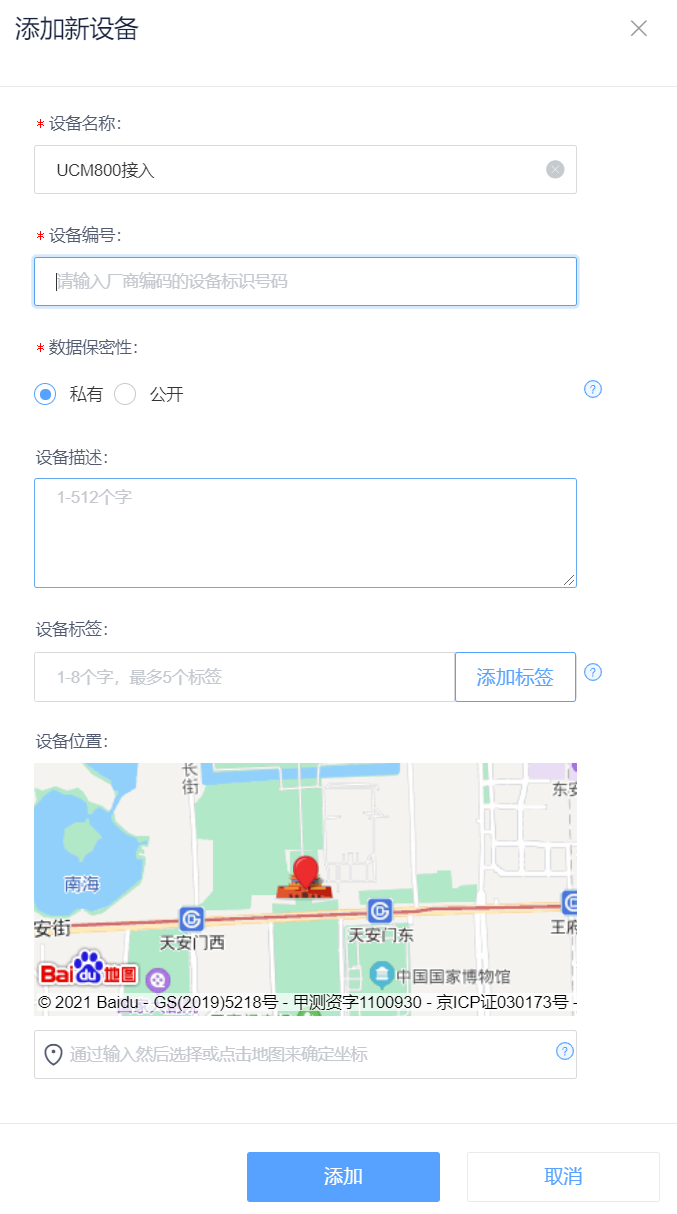 添加新设备
* 设备名称:
UCM800接入
* 设备编号:
请输入厂商编码的设备标识号码
* 数据保密性:
私有 公开
?
设备描述:
1-512个字
设备标签:
1-8个字，最多5个标签
添加标签
?
设备位置:
长
街
东安
南海
安街
天安门西
天安门东
王府
Bai du 地图
中国国家博物馆
© 2021 Baidu - GS(2019)5218号 - 甲测资字1100930 - 京ICP证030173号 -
通过输入然后选择或点击地图来确定坐标
?
添加
取消